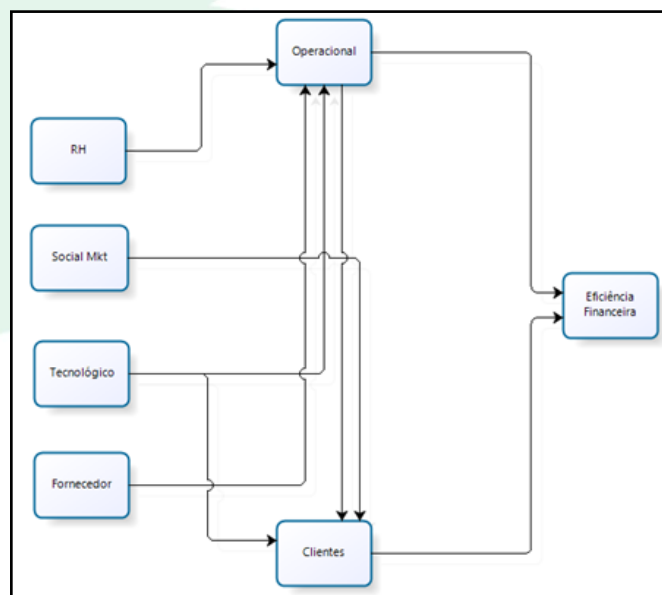 Operacional
RH
Social Mkt
Eficiência
Financeira
Tecnológico
Fornecedor
Clientes